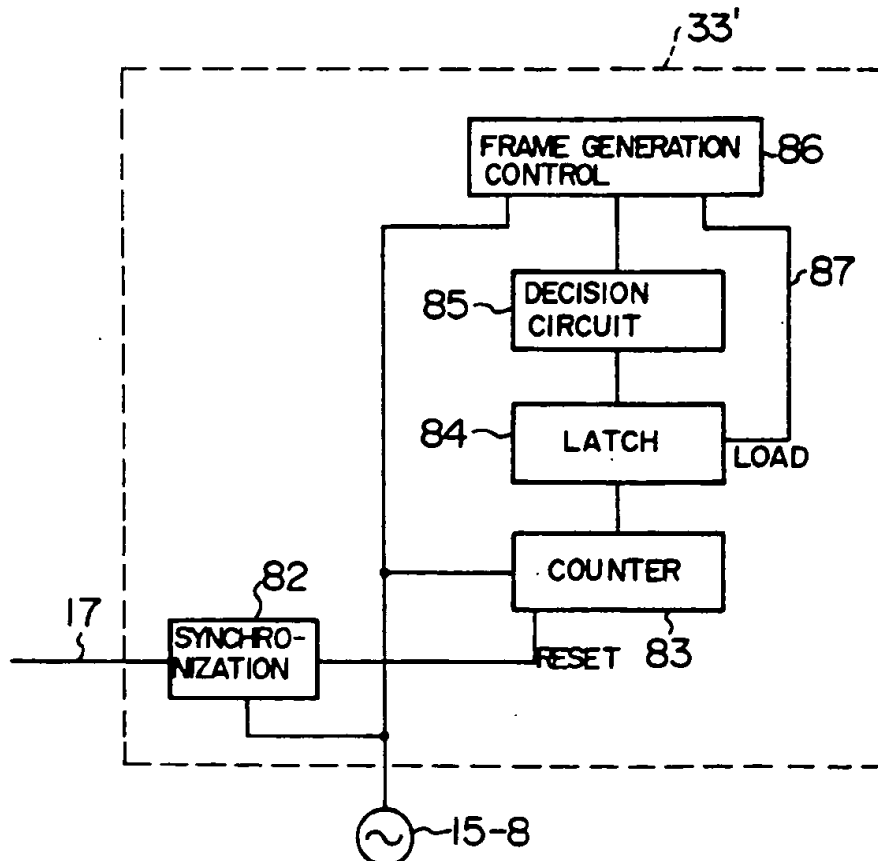 33'
FRAME GENERATION
CONTROL
86
87
DECISION
CIRCUIT
85
84
LATCH
LOAD
COUNTER
82
17
SYNCHRO-
NIZATION
RESET
83
15-8